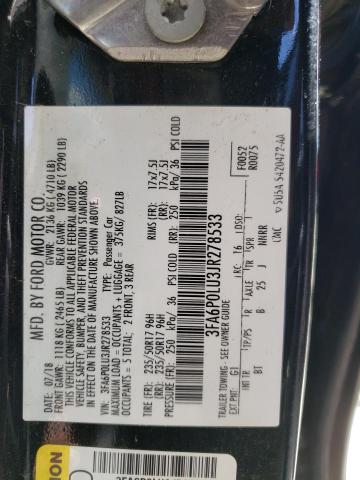 MFD. BY FORD MOTOR CO.
07/18 GVWR: 2136 KG (4710 LB)
FRONT GAWR: 1118 KG (2465 LB) REAR GAWR: 1039 KG (2290 LB)
THIS VEHICLE CONFORMS TO ALL APPLICABLE FEDERAL MOTOR
VEHICLE SAFETY, BUMPER, AND THEFT PREVENTION STANDARDS
IN EFFECT ON THE DATE OF MANUFACTURE SHOWN ABOVE.
VIN: 3FA6P0LU3JR278533 TYPE: Passenger Car
MAXIMUM LOAD = OCCUPANTS + LUGGAGE = 375KG/ 827LB
OCCUPANTS = 5 TOTAL: 2 FRONT, 3 REAR
TIRE (FR): 235/50R17 96H RIMS (FR): 17x7.5J
TIRE (RR): 235/50R17 96H RIMS (RR): 17x7.5J
PRESSURE (FR): 250 kPa/ 36 PSI COLD (RR): 250 kPa/ 36 PSI COLD
3FA6P0LU3JR278533
F0052
R0075
TRAILER TOWING - SEE OWNER GUIDE
EXT PNT: G1 RC: 16 DSO:
INT TR TP/PS R AXLE TR SPR
BT B 25 J NNRR
UMC ▽ 5U5A-5420472-AA